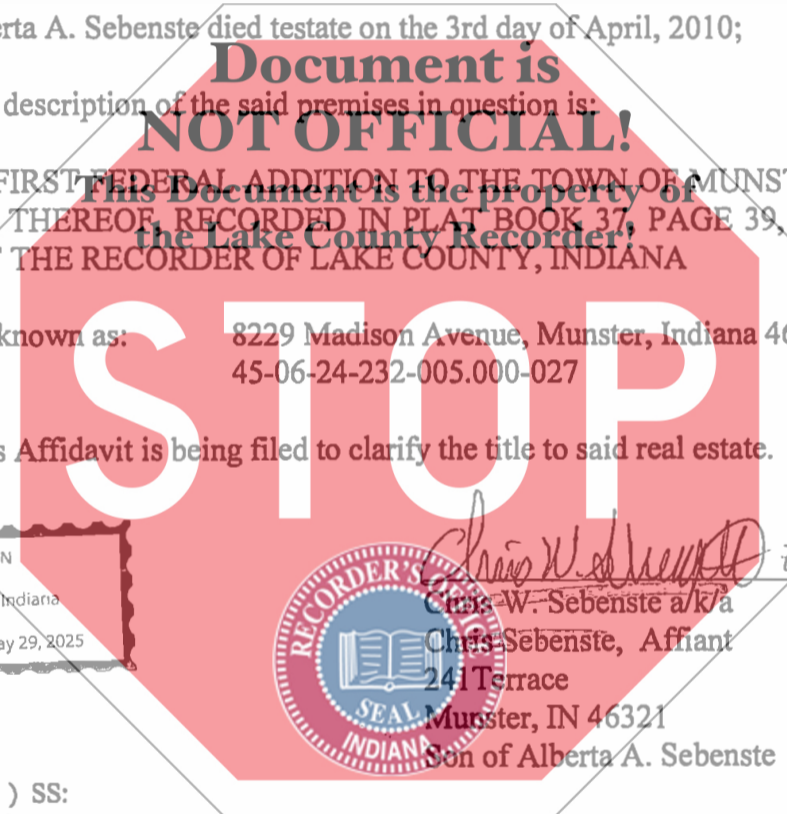 erta A. Sebenste died testate on the 3rd day of April, 2010;
Document is
description of the said premises in question is:
NOT OFFICIAL!
FIRST FEDERAL ADDITION TO THE TOWN OF MUNST
This Document is the property of
THEREOF, RECORDED IN PLAT BOOK 37, PAGE 39,
the Lake County Recorder!
THE RECORDER OF LAKE COUNTY, INDIANA
STOP
known as: 8229 Madison Avenue, Munster, Indiana 46
45-06-24-232-005.000-027
s Affidavit is being filed to clarify the title to said real estate.
N
Indiana
ay 29, 2025
Chris W. Sebenste
Chris W. Sebenste a/k/a
Chris Sebenste, Affiant
241 Terrace
Munster, IN 46321
Son of Alberta A. Sebenste
RECORDER'S OFFICE
SEAL
INDIANA
) SS: